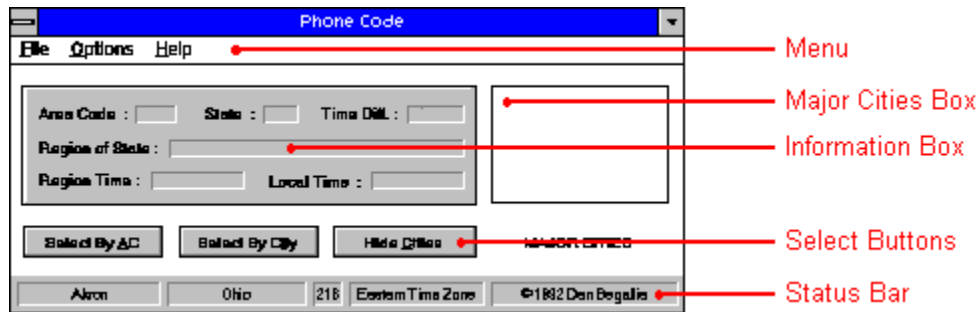 Phone Code
File Options Help
Menu
Major Cities Box
Area Code : State : Time Diff. :
Region of State :
Information Box
Region Time : Local Time :
Select By AC Select By City Hide Cities MAJOR CITIES
Select Buttons
Akron Ohio 216 Eastern Time Zone ©1992 Dan
Status Bar